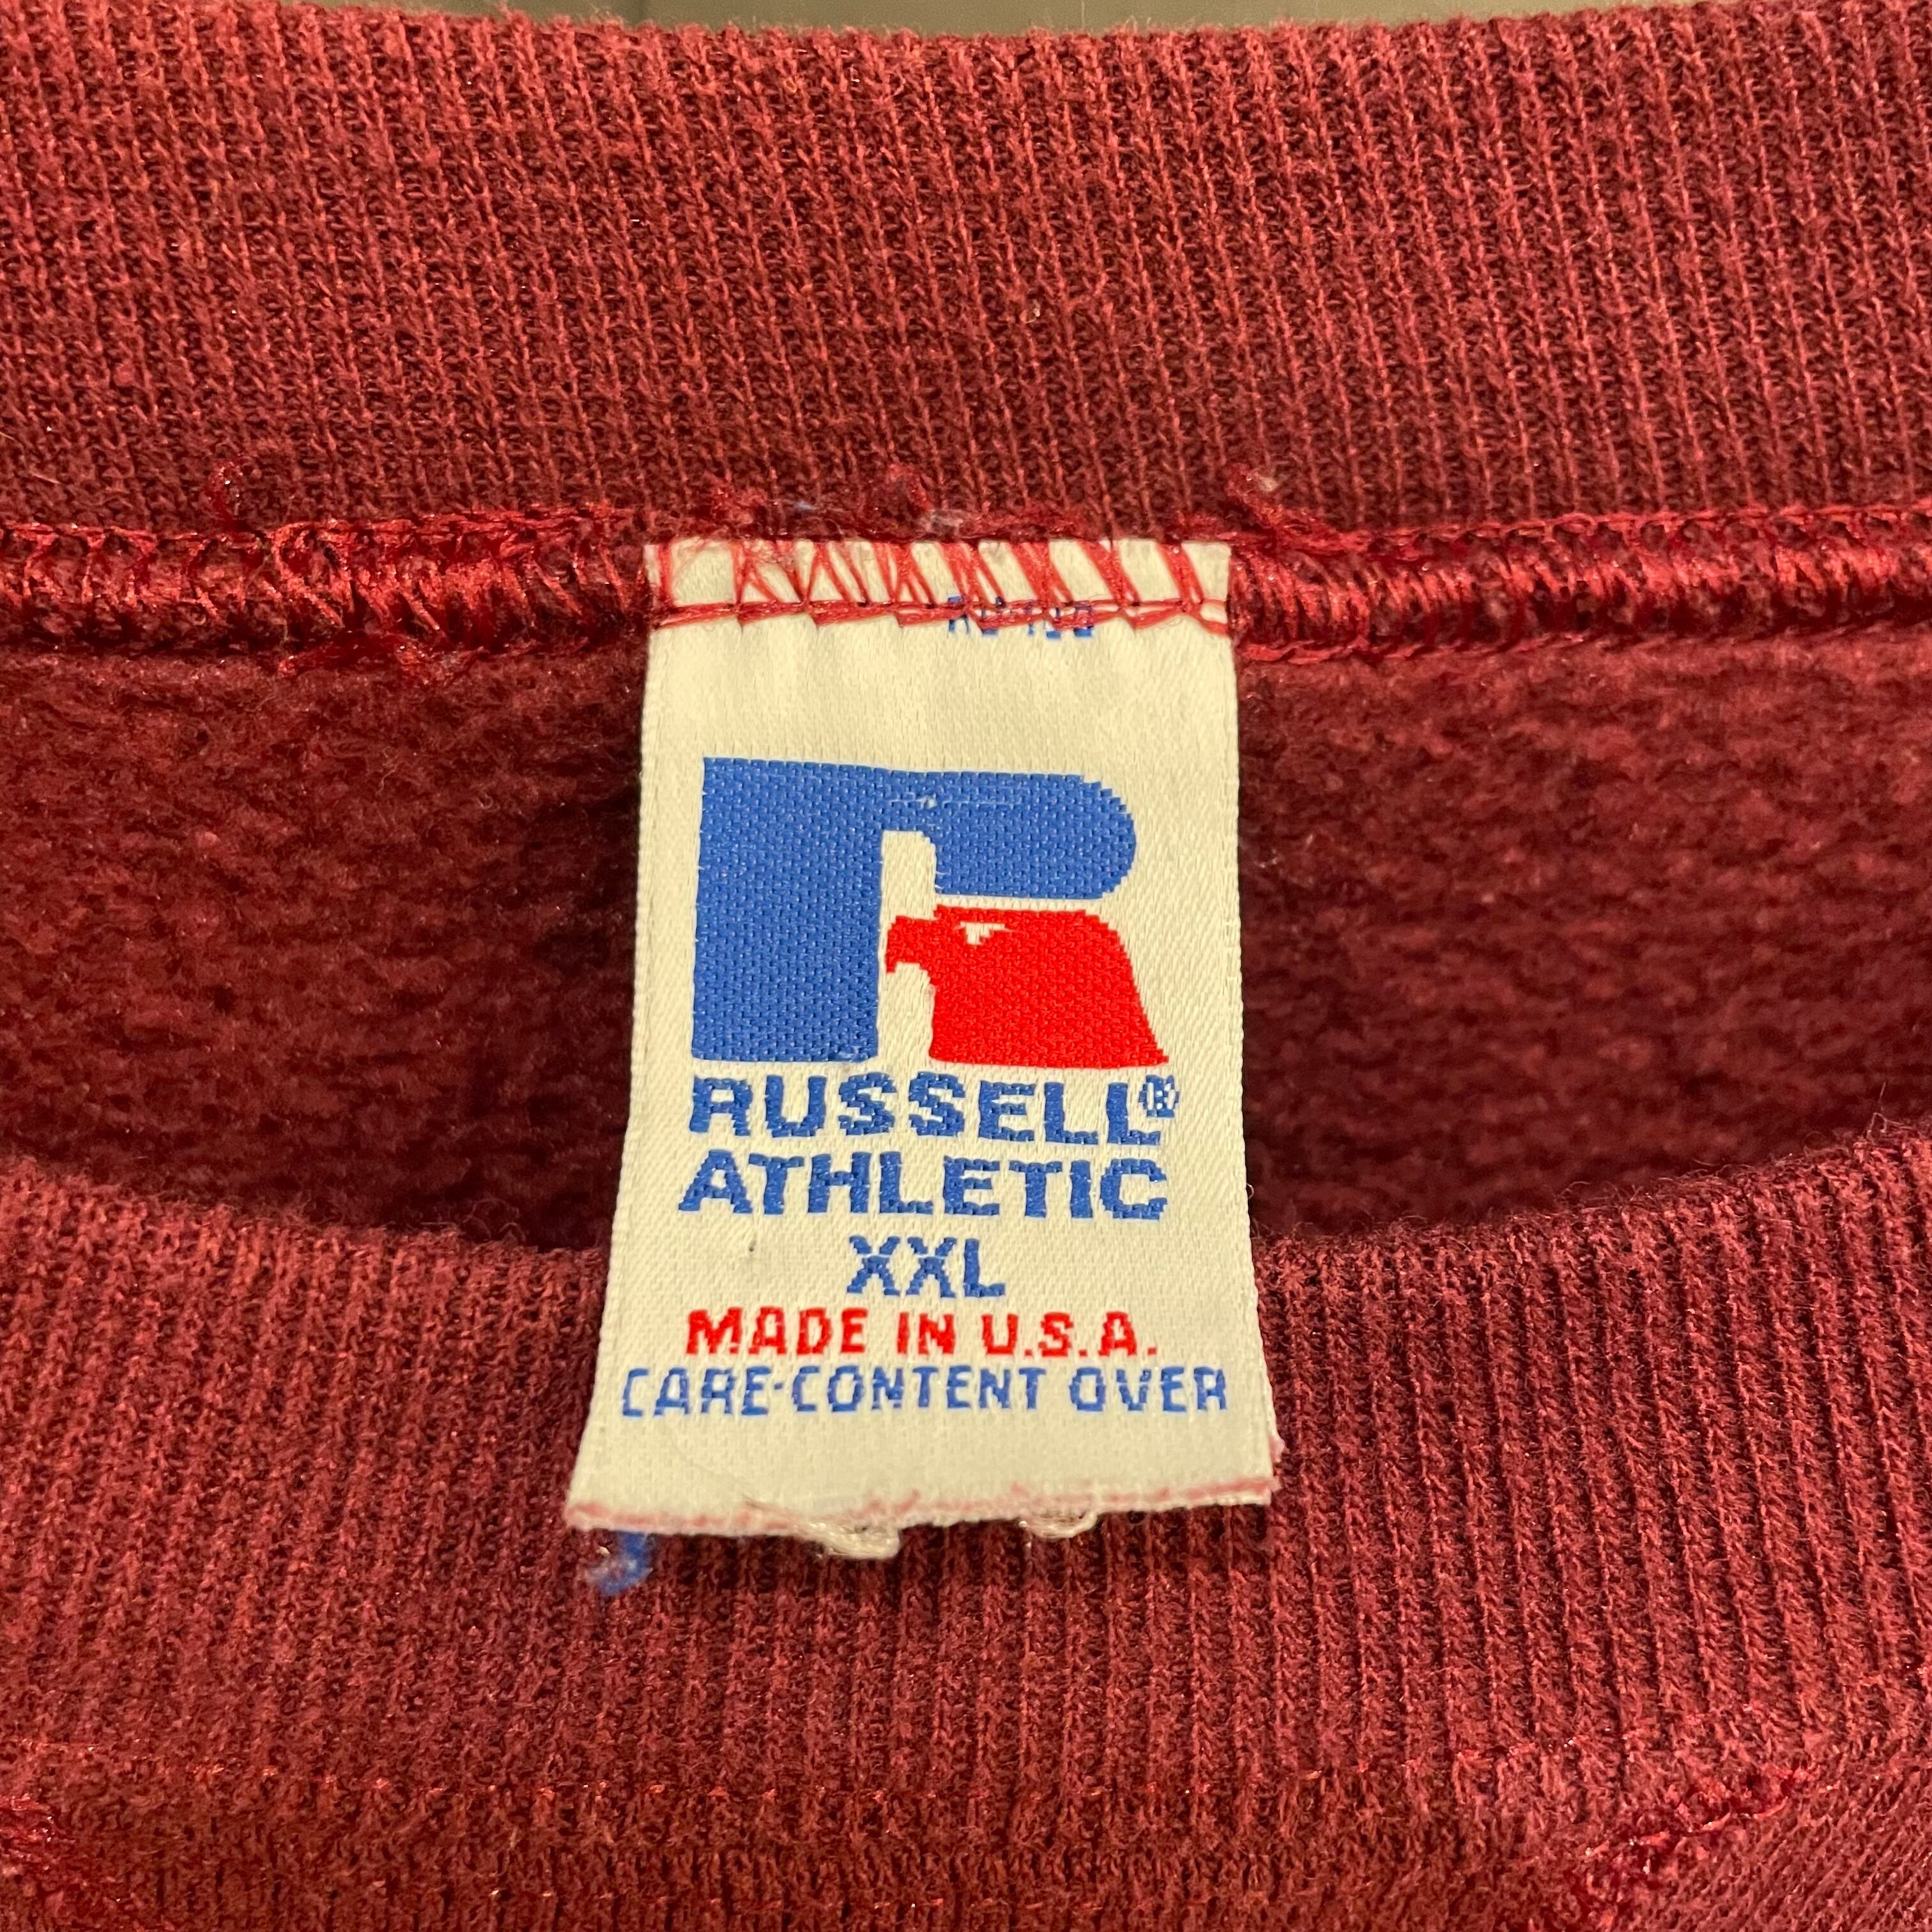 RUSSELL®
ATHLETIC
XXL
MADE IN U.S.A.
CARE-CONTENT OVER